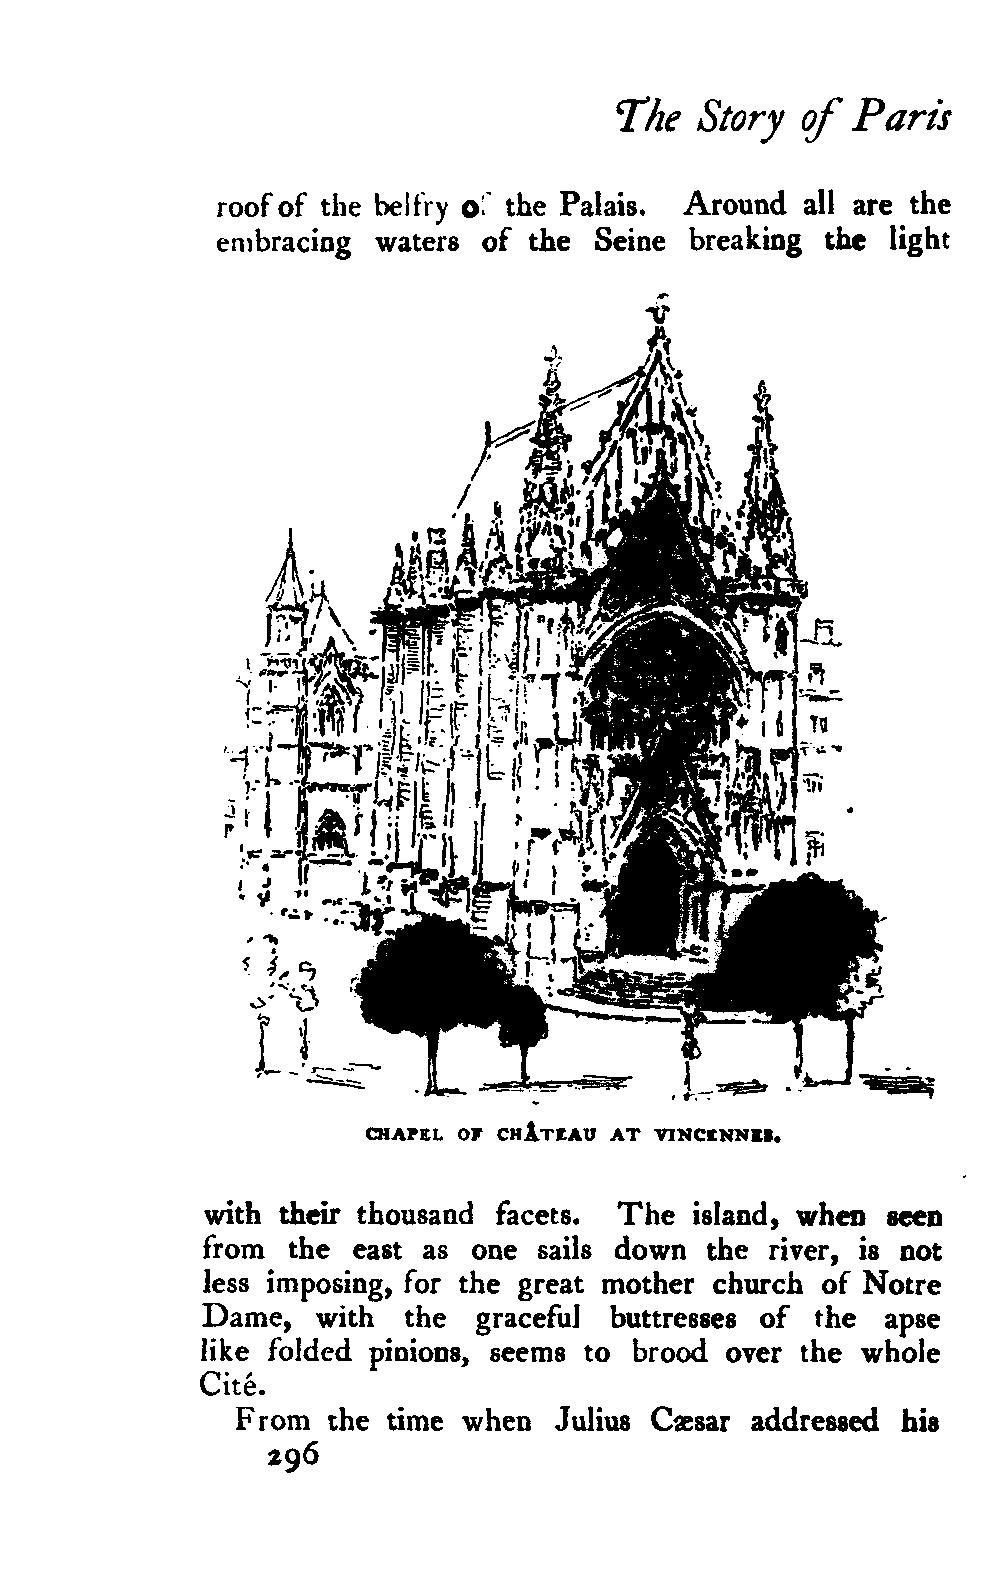 The Story of Paris
roof of the belfry of the Palais. Around all are the
embracing waters of the Seine breaking the light
CHAPEL OF CHÂTEAU AT VINCENNES.
with their thousand facets. The island, when seen
from the east as one sails down the river, is not
less imposing, for the great mother church of Notre
Dame, with the graceful buttresses of the apse
like folded pinions, seems to brood over the whole
Cité.
From the time when Julius Cæsar addressed his
296